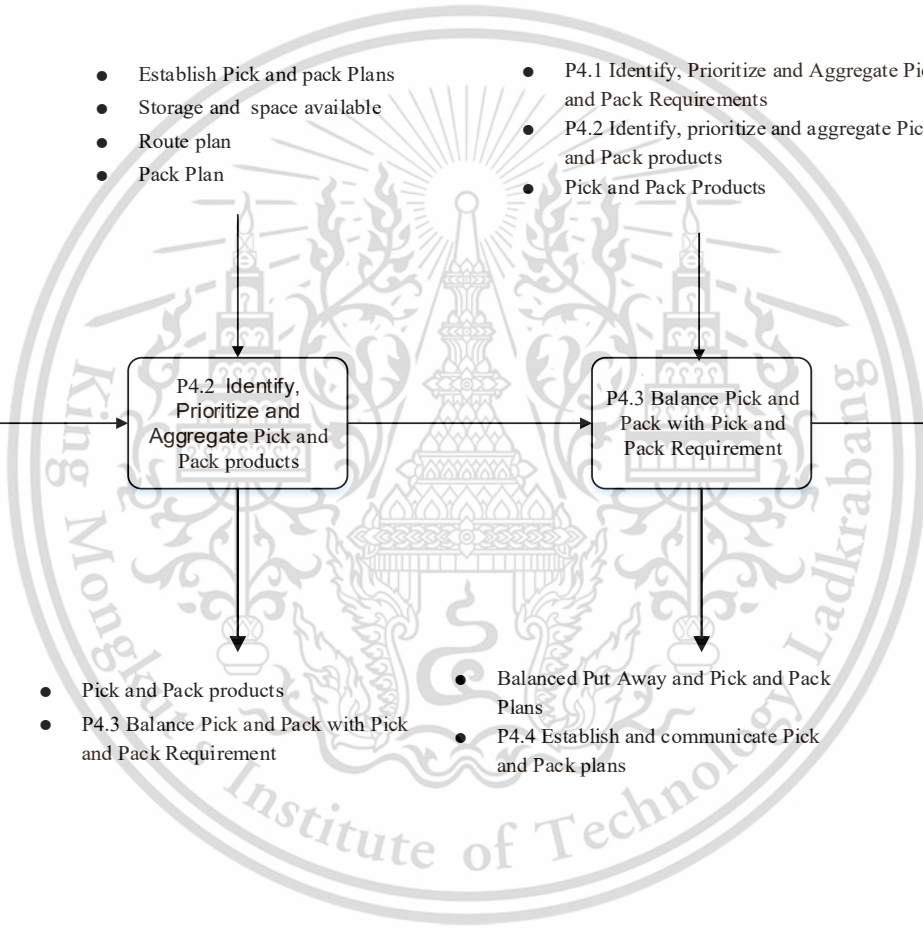 Establish Pick and pack Plans
Storage and space available
Route plan
Pack Plan
P4.1 Identify, Prioritize and Aggregate
and Pack Requirements
P4.2 Identify, prioritize and aggregate
and Pack products
Pick and Pack Products
P4.2 Identify,
Prioritize and
Aggregate Pick and
Pack products
P4.3 Balance Pick and
Pack with Pick and
Pack Requirement
Pick and Pack products
P4.3 Balance Pick and Pack with Pick
and Pack Requirement
Balanced Put Away and Pick and Pack
Plans
P4.4 Establish and communicate Pick
and Pack plans
King Mongkut's Institute of Technology Ladkrabang